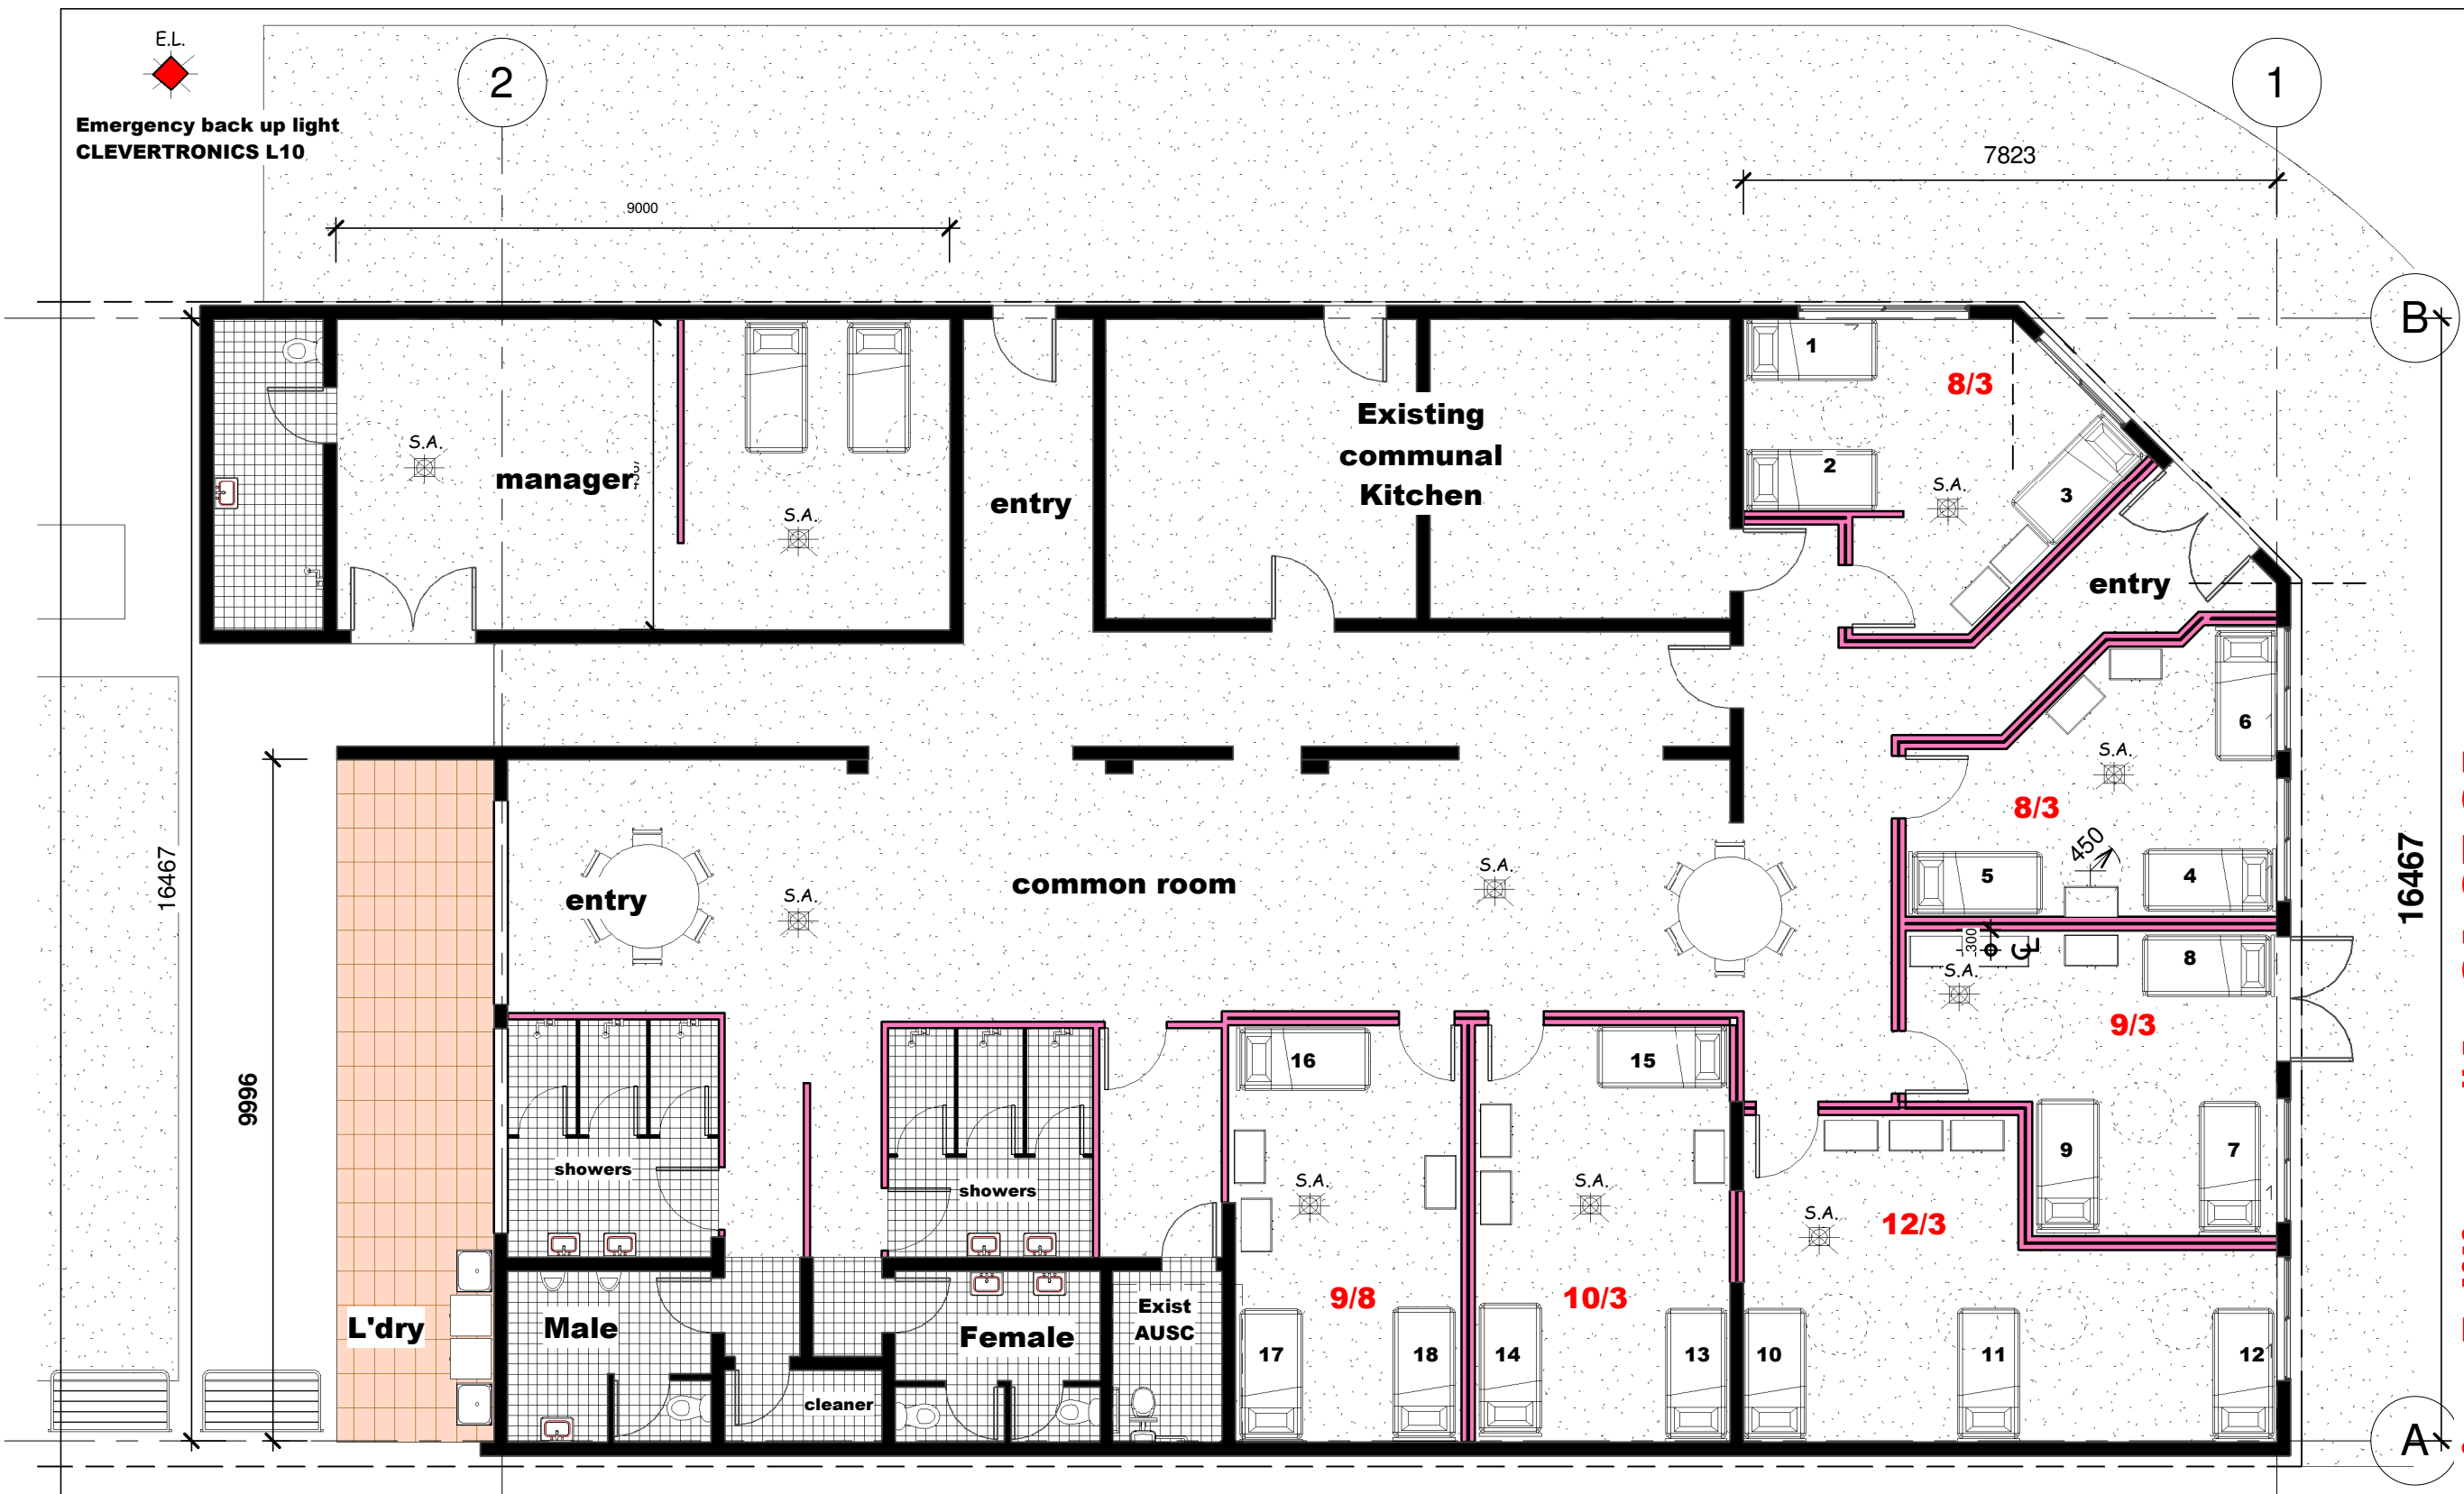 E.L.
Emergency back up light
CLEVERTRONICS L10
2
1
7823
9000
B
1
8/3
Existing
communal
Kitchen
S.A.
manager
2
S.A.
3
entry
S.A.
entry
6
S.A.
8/3
450
16467
16467
S.A.
5
4
common room
entry
S.A.
300
CL
8
S.A.
9/3
9996
16
15
9
7
showers
showers
S.A.
S.A.
S.A.
12/3
9/8
10/3
Exist
AUSC
L'dry
Male
Female
17
18
14
13
10
11
12
cleaner
A